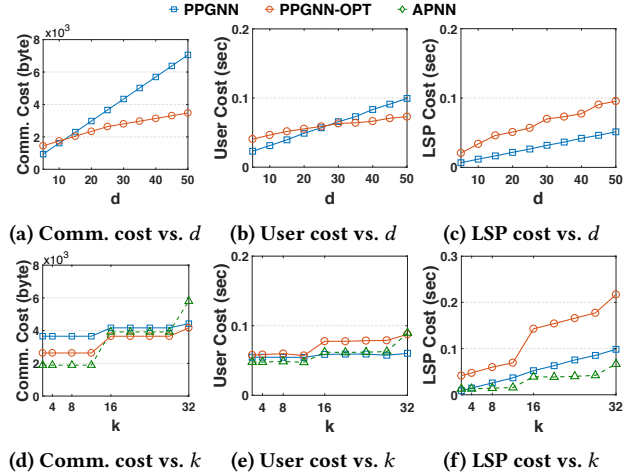 PPGNN PPGNN-OPT APNN
×10³
8
6
4
2
0
Comm. Cost (byte)
10 20 30 40 50
d
0.2
0.1
0
User Cost (sec)
10 20 30 40 50
d
0.2
0.1
0
LSP Cost (sec)
10 20 30 40 50
d
(a) Comm. cost vs. d
(b) User cost vs. d
(c) LSP cost vs. d
×10³
8
6
4
2
0
Comm. Cost (byte)
4 8 16 32
k
0.2
0.1
0
User Cost (sec)
4 8 16 32
k
0.3
0.2
0.1
0
LSP Cost (sec)
4 8 16 32
k
(d) Comm. cost vs. k
(e) User cost vs. k
(f) LSP cost vs. k